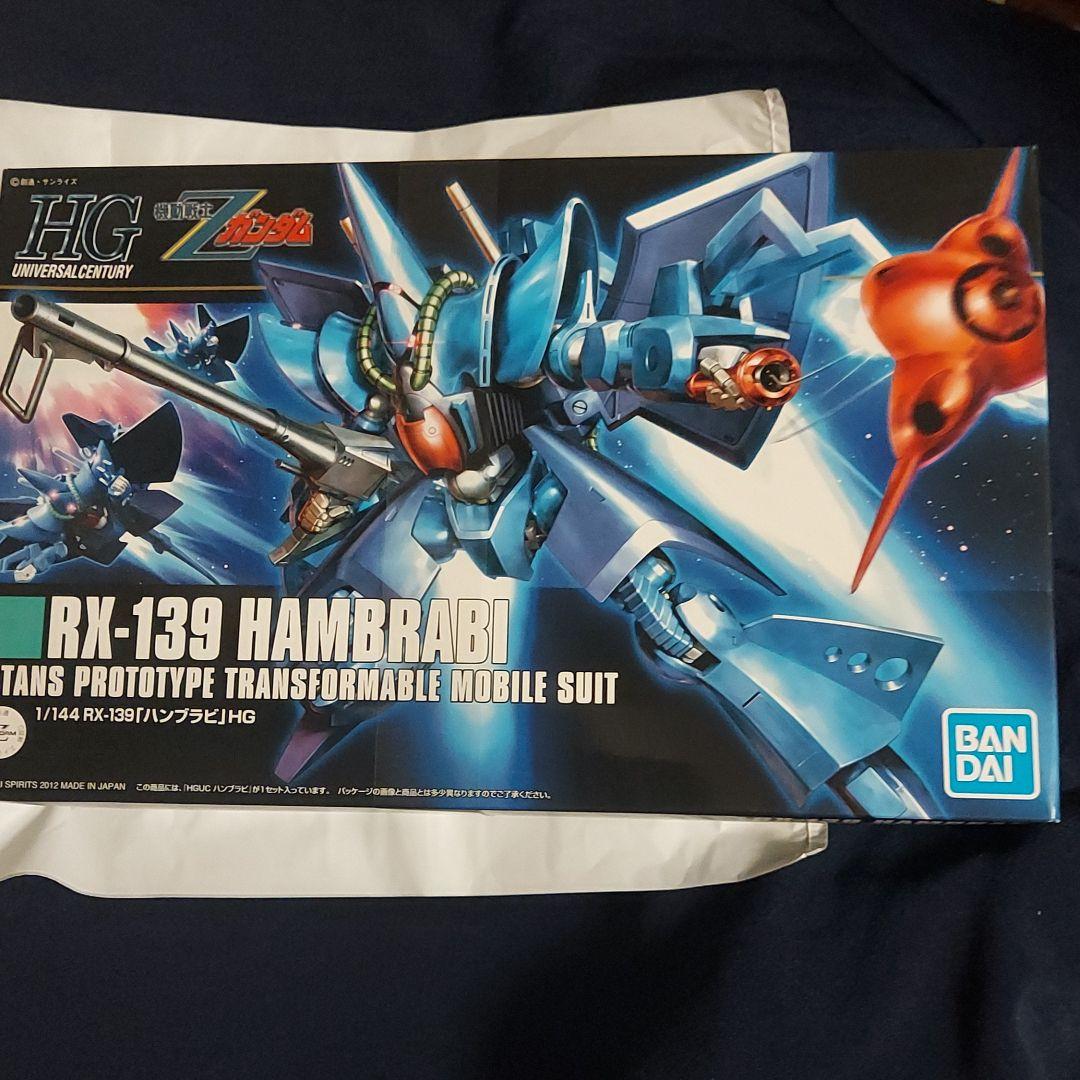 ©創通・サンライズ
HG
UNIVERSAL CENTURY
機動戦士Zガンダム
RX-139 HAMBRABI
TANS PROTOTYPE TRANSFORMABLE MOBILE SUIT
1/144 RX-139「ハンブラビ」HG
BAN
DAI
I SPIRITS 2012 MADE IN JAPAN この商品には、「HGUC ハンブラビ」が1セット入っています。 パッケージの画像と商品とは多少異なりますのでご了承ください。